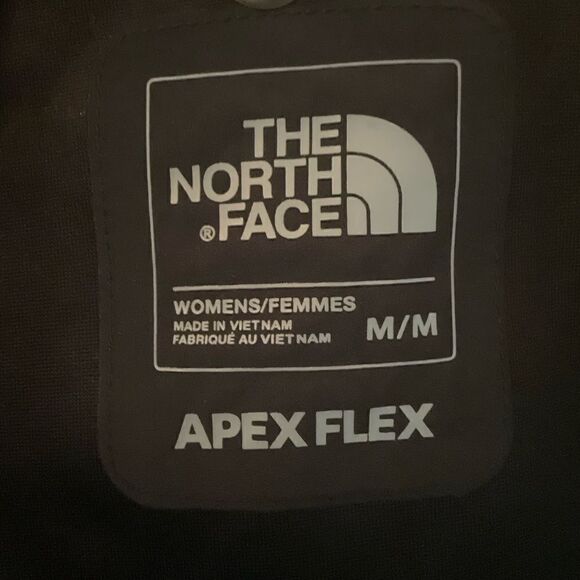 THE
NORTH
®FACE
WOMENS/FEMMES
MADE IN VIETNAM
FABRIQUÉ AU VIETNAM
M/M
APEX FLEX